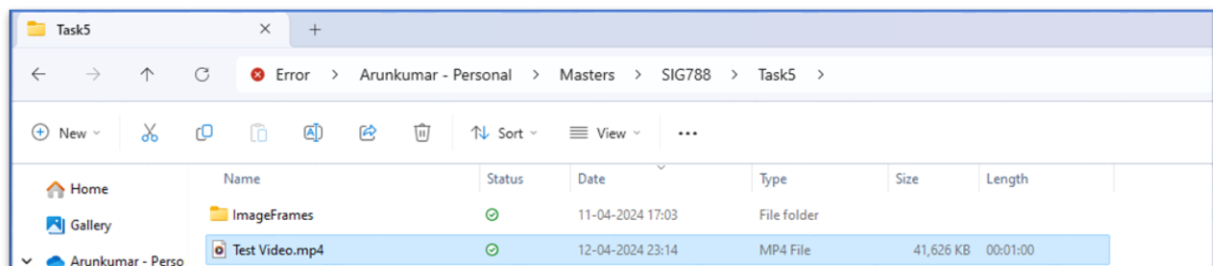 Task5
Error > Arunkumar - Personal > Masters > SIG788 > Task5 >
New Sort View ...
Home
Gallery
Arunkumar - Perso
Name Status Date Type Size Length
ImageFrames 11-04-2024 17:03 File folder
Test Video.mp4 12-04-2024 23:14 MP4 File 41,626 KB 00:01:00